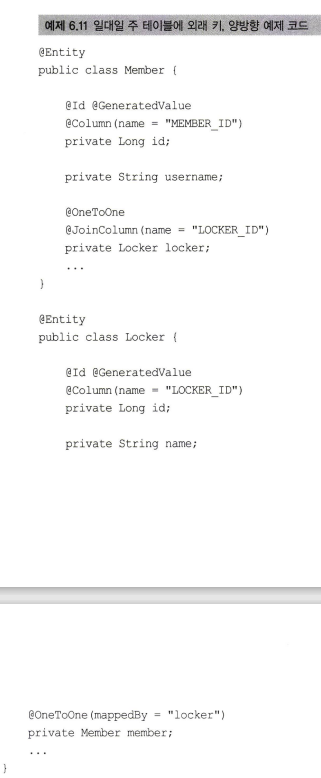 예제 6.11 일대일 주 테이블에 외래 키, 양방향 예제 코드
@Entity
public class Member {
@Id @GeneratedValue
@Column(name = "MEMBER_ID")
private Long id;
private String username;
@OneToOne
@JoinColumn(name = "LOCKER_ID")
private Locker locker;
...
}
@Entity
public class Locker {
@Id @GeneratedValue
@Column(name = "LOCKER_ID")
private Long id;
private String name;
@OneToOne(mappedBy = "locker")
private Member member;
...
}